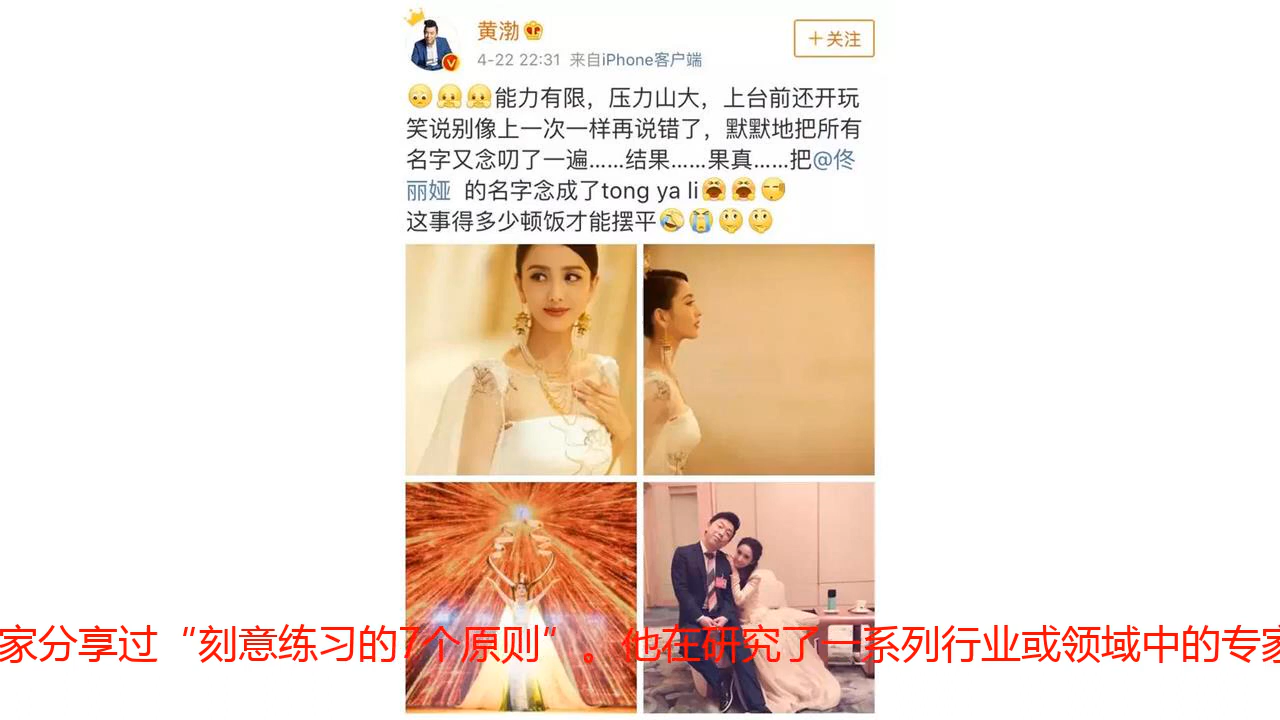 黄渤
+关注
4-22 22:31 来自iPhone客户端
能力有限，压力山大，上台前还开玩
笑说别像上一次一样再说错了，默默地把所有
名字又念叨了一遍……结果……果真……把@佟
丽娅 的名字念成了tong ya li
这事得多少顿饭才能摆平
家分享过“刻意练习的7个原则”。他在研究了一系列行业或领域中的专家